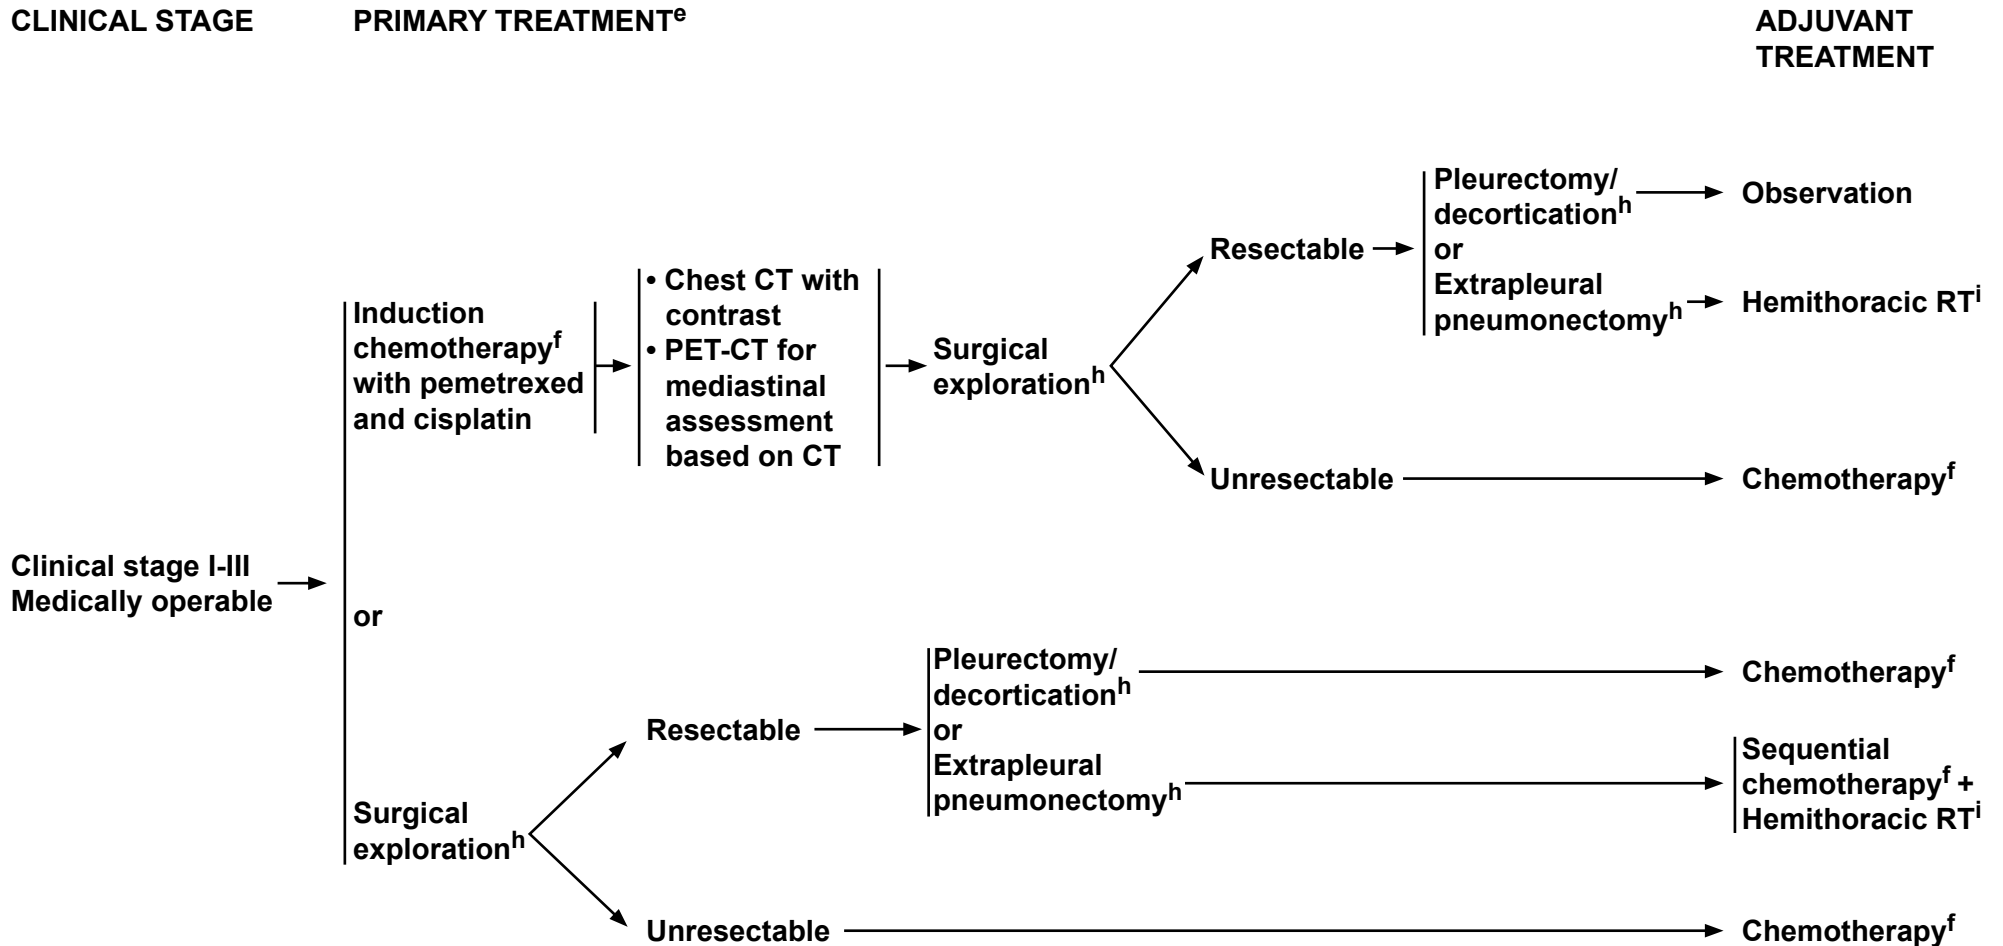 CLINICAL STAGE
PRIMARY TREATMENTe
ADJUVANT
TREATMENT
Clinical stage I-III
Medically operable
Induction
chemotherapyf
with pemetrexed
and cisplatin
• Chest CT with
contrast
• PET-CT for
mediastinal
assessment
based on CT
Surgical
explorationh
Resectable
Pleurectomy/
decorticationh
or
Extrapleural
pneumonectomyh
Observation
Hemithoracic RTi
Unresectable
Chemotherapyf
or
Surgical
explorationh
Resectable
Pleurectomy/
decorticationh
or
Extrapleural
pneumonectomyh
Chemotherapyf
Sequential
chemotherapyf +
Hemithoracic RTi
Unresectable
Chemotherapyf